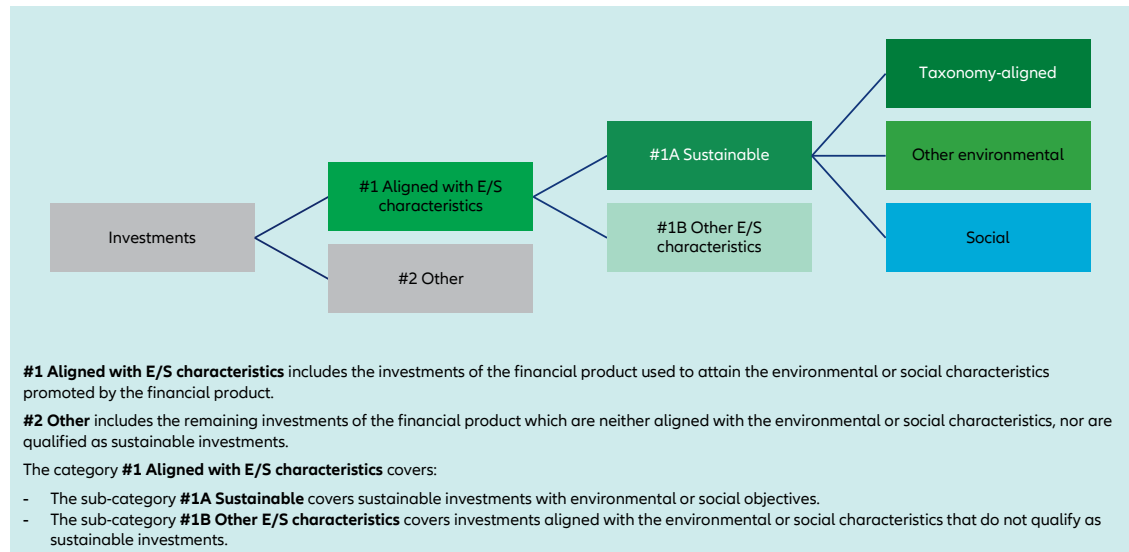 Taxonomy-aligned
#1A Sustainable
Other environmental
#1 Aligned with E/S
characteristics
Investments
#1B Other E/S
characteristics
Social
#2 Other
#1 Aligned with E/S characteristics includes the investments of the financial product used to attain the environmental or social characteristics
promoted by the financial product.
#2 Other includes the remaining investments of the financial product which are neither aligned with the environmental or social characteristics, nor are
qualified as sustainable investments.
The category #1 Aligned with E/S characteristics covers:
- The sub-category #1A Sustainable covers sustainable investments with environmental or social objectives.
- The sub-category #1B Other E/S characteristics covers investments aligned with the environmental or social characteristics that do not qualify as
sustainable investments.